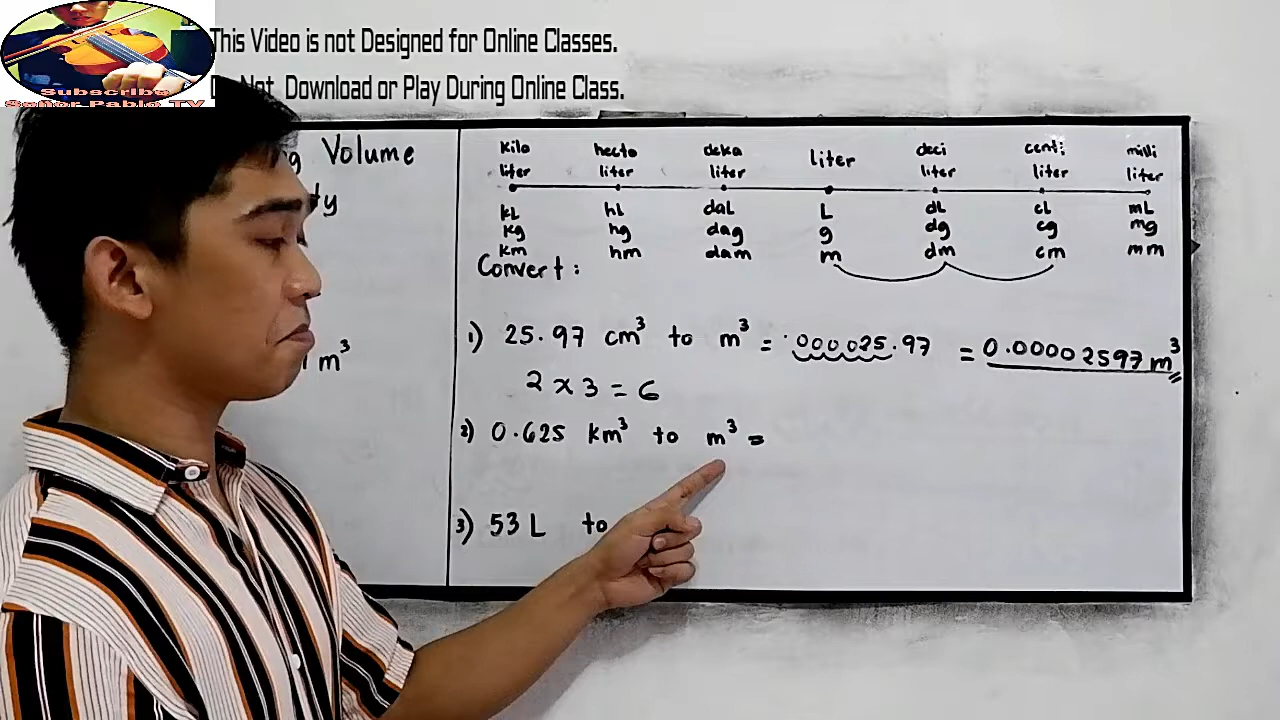 This Video is not Designed for Online Classes.
Not Download or Play During Online Class.
Subscribe
Señor Pablo TV
Volume
m³
kilo liter hecto liter deka liter liter deci liter centi liter milli liter
kL hL daL L dL cL mL
kg hg dag g dg cg mg
km hm dam m dm cm mm
Convert:
1) 25.97 cm³ to m³ = .000025.97 = 0.00002597 m³
2 x 3 = 6
2) 0.625 km³ to m³ =
3) 53 L to